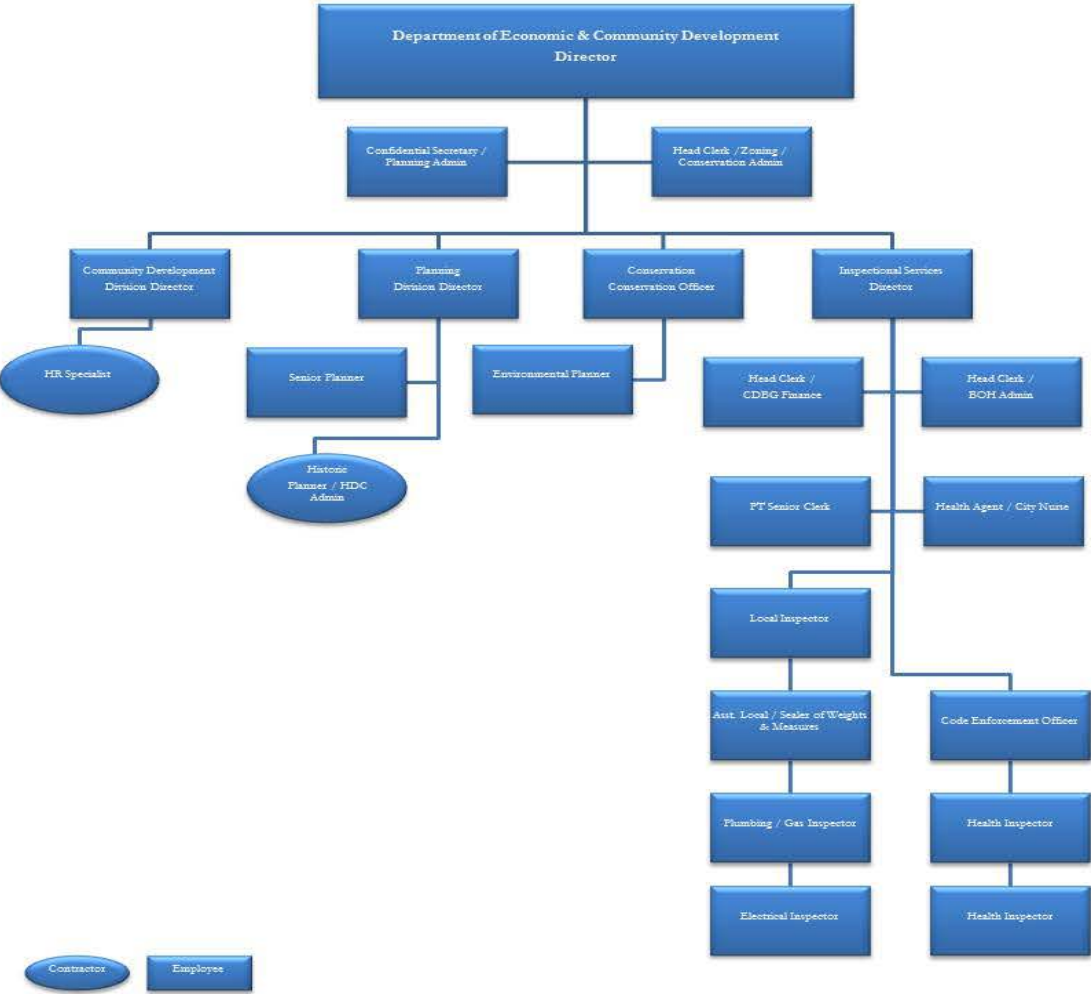 Department of Economic & Community Development
Director
Confidential Secretary /
Planning Admin
Head Clerk / Zoning /
Conservation Admin
Community Development
Division Director
Planning
Division Director
Conservation
Conservation Officer
Inspectional Services
Director
HR Specialist
Senior Planner
Environmental Planner
Head Clerk /
CDBG Finance
Head Clerk /
BOH Admin
Historic
Planner / HDC
Admin
PT Senior Clerk
Health Agent / City Nurse
Local Inspector
Asst. Local / Sealer of Weights
& Measures
Code Enforcement Officer
Plumbing / Gas Inspector
Health Inspector
Electrical Inspector
Health Inspector
Contractor
Employee